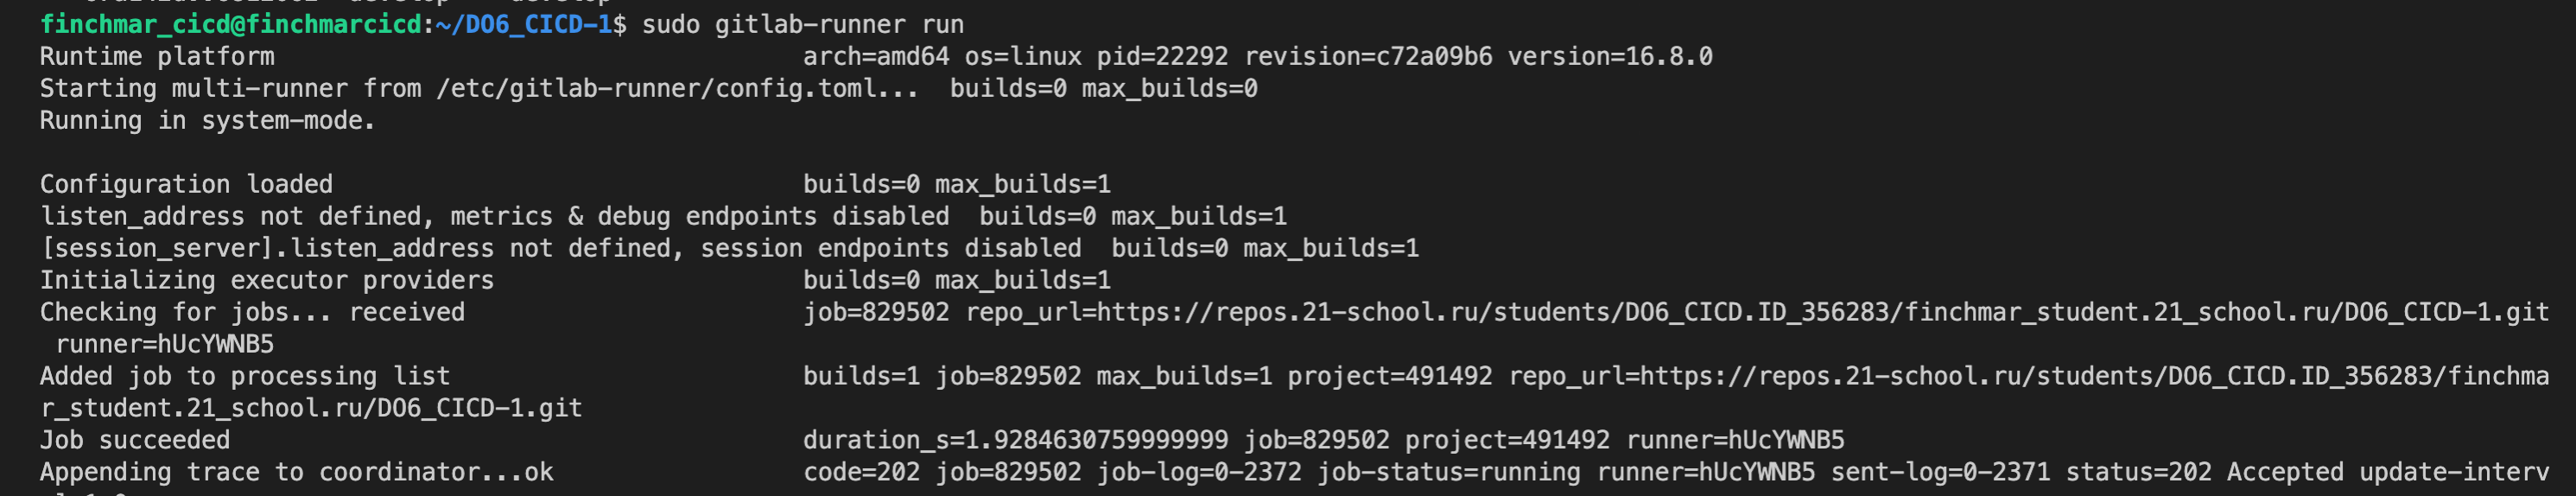 finchmar_cicd@finchmarcicd:~/DO6_CICD-1$ sudo gitlab-runner run
Runtime platform                                    arch=amd64 os=linux pid=22292 revision=c72a09b6 version=16.8.0
Starting multi-runner from /etc/gitlab-runner/config.toml...  builds=0 max_builds=0
Running in system-mode.
Configuration loaded                                builds=0 max_builds=1
listen_address not defined, metrics & debug endpoints disabled  builds=0 max_builds=1
[session_server].listen_address not defined, session endpoints disabled  builds=0 max_builds=1
Initializing executor providers                     builds=0 max_builds=1
Checking for jobs... received                       job=829502 repo_url=https://repos.21-school.ru/students/DO6_CICD.ID_356283/finchmar_student.21_school.ru/DO6_CICD-1.git
runner=hUcYWNB5
Added job to processing list                        builds=1 job=829502 max_builds=1 project=491492 repo_url=https://repos.21-school.ru/students/DO6_CICD.ID_356283/finchma
r_student.21_school.ru/DO6_CICD-1.git
Job succeeded                                       duration_s=1.9284630759999999 job=829502 project=491492 runner=hUcYWNB5
Appending trace to coordinator...ok                 code=202 job=829502 job-log=0-2372 job-status=running runner=hUcYWNB5 sent-log=0-2371 status=202 Accepted update-interv